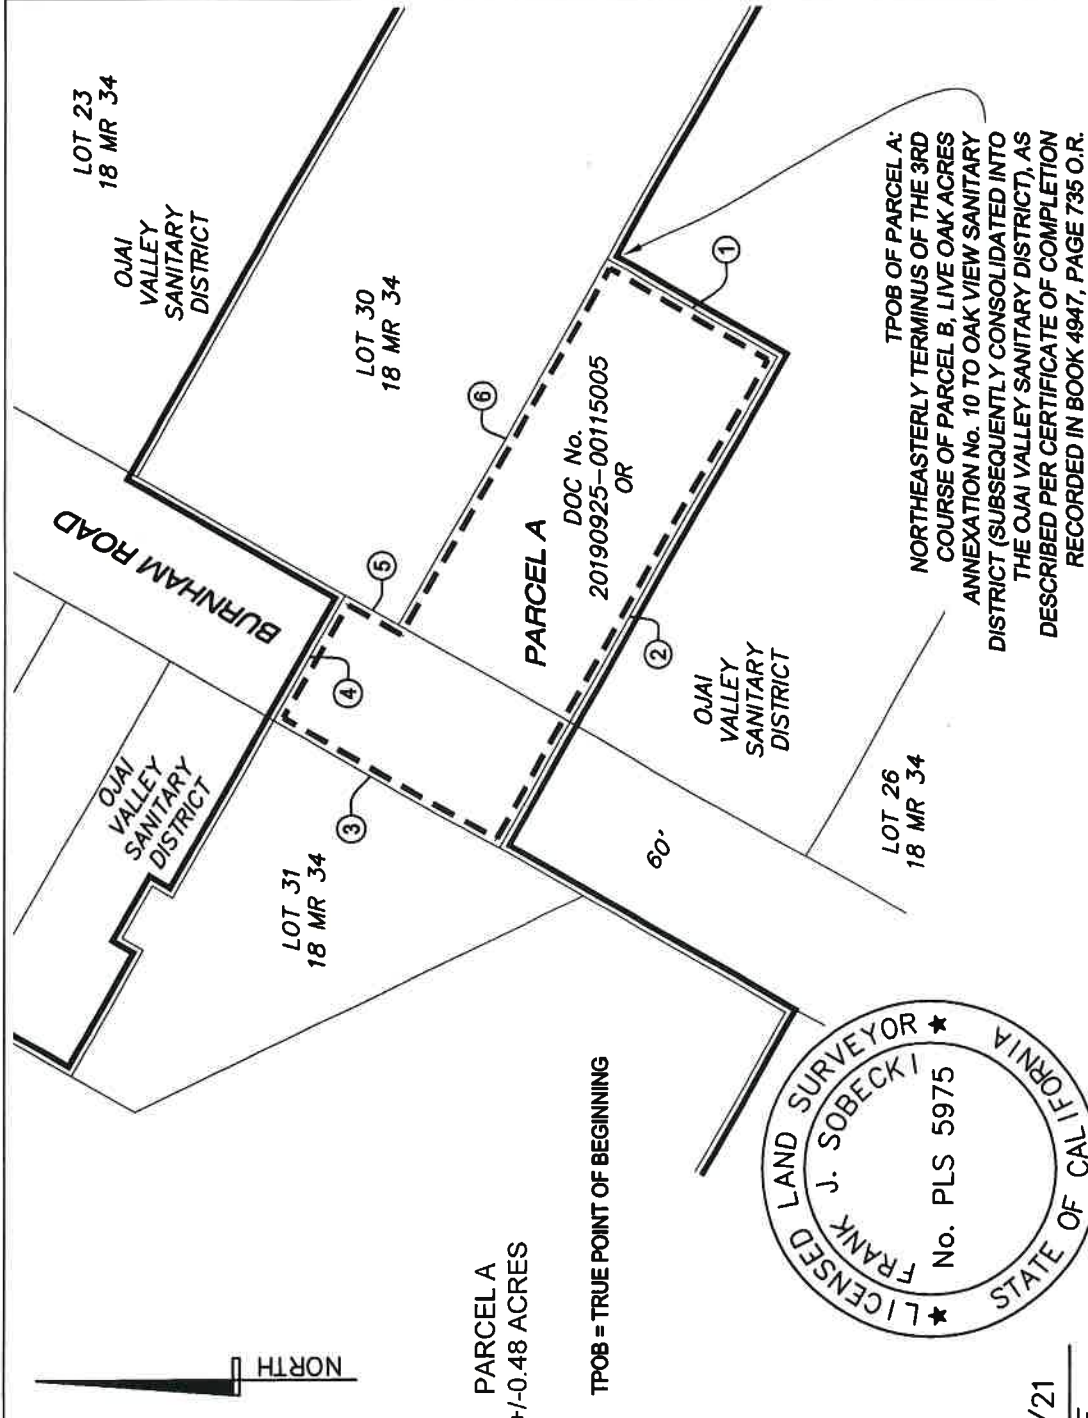 LOT 23
18 MR 34
OJAI
VALLEY
SANITARY
DISTRICT
LOT 30
18 MR 34
BURNHAM ROAD
OJAI
VALLEY
SANITARY
DISTRICT
LOT 31
18 MR 34
PARCEL A
DOC No.
20190925-00115005
OR
1
2
3
4
5
6
OJAI
VALLEY
SANITARY
DISTRICT
60'
LOT 26
18 MR 34
TPOB OF PARCEL A:
NORTHEASTERLY TERMINUS OF THE 3RD
COURSE OF PARCEL B, LIVE OAK ACRES
ANNEXATION No. 10 TO OAK VIEW SANITARY
DISTRICT (SUBSEQUENTLY CONSOLIDATED INTO
THE OJAI VALLEY SANITARY DISTRICT), AS
DESCRIBED PER CERTIFICATE OF COMPLETION
RECORDED IN BOOK 4947, PAGE 735 O.R.
NORTH
PARCEL A
+/-0.48 ACRES
TPOB = TRUE POINT OF BEGINNING
LICENSED LAND SURVEYOR
FRANK J. SOBECKI
No. PLS 5975
STATE OF CALIFORNIA
/21